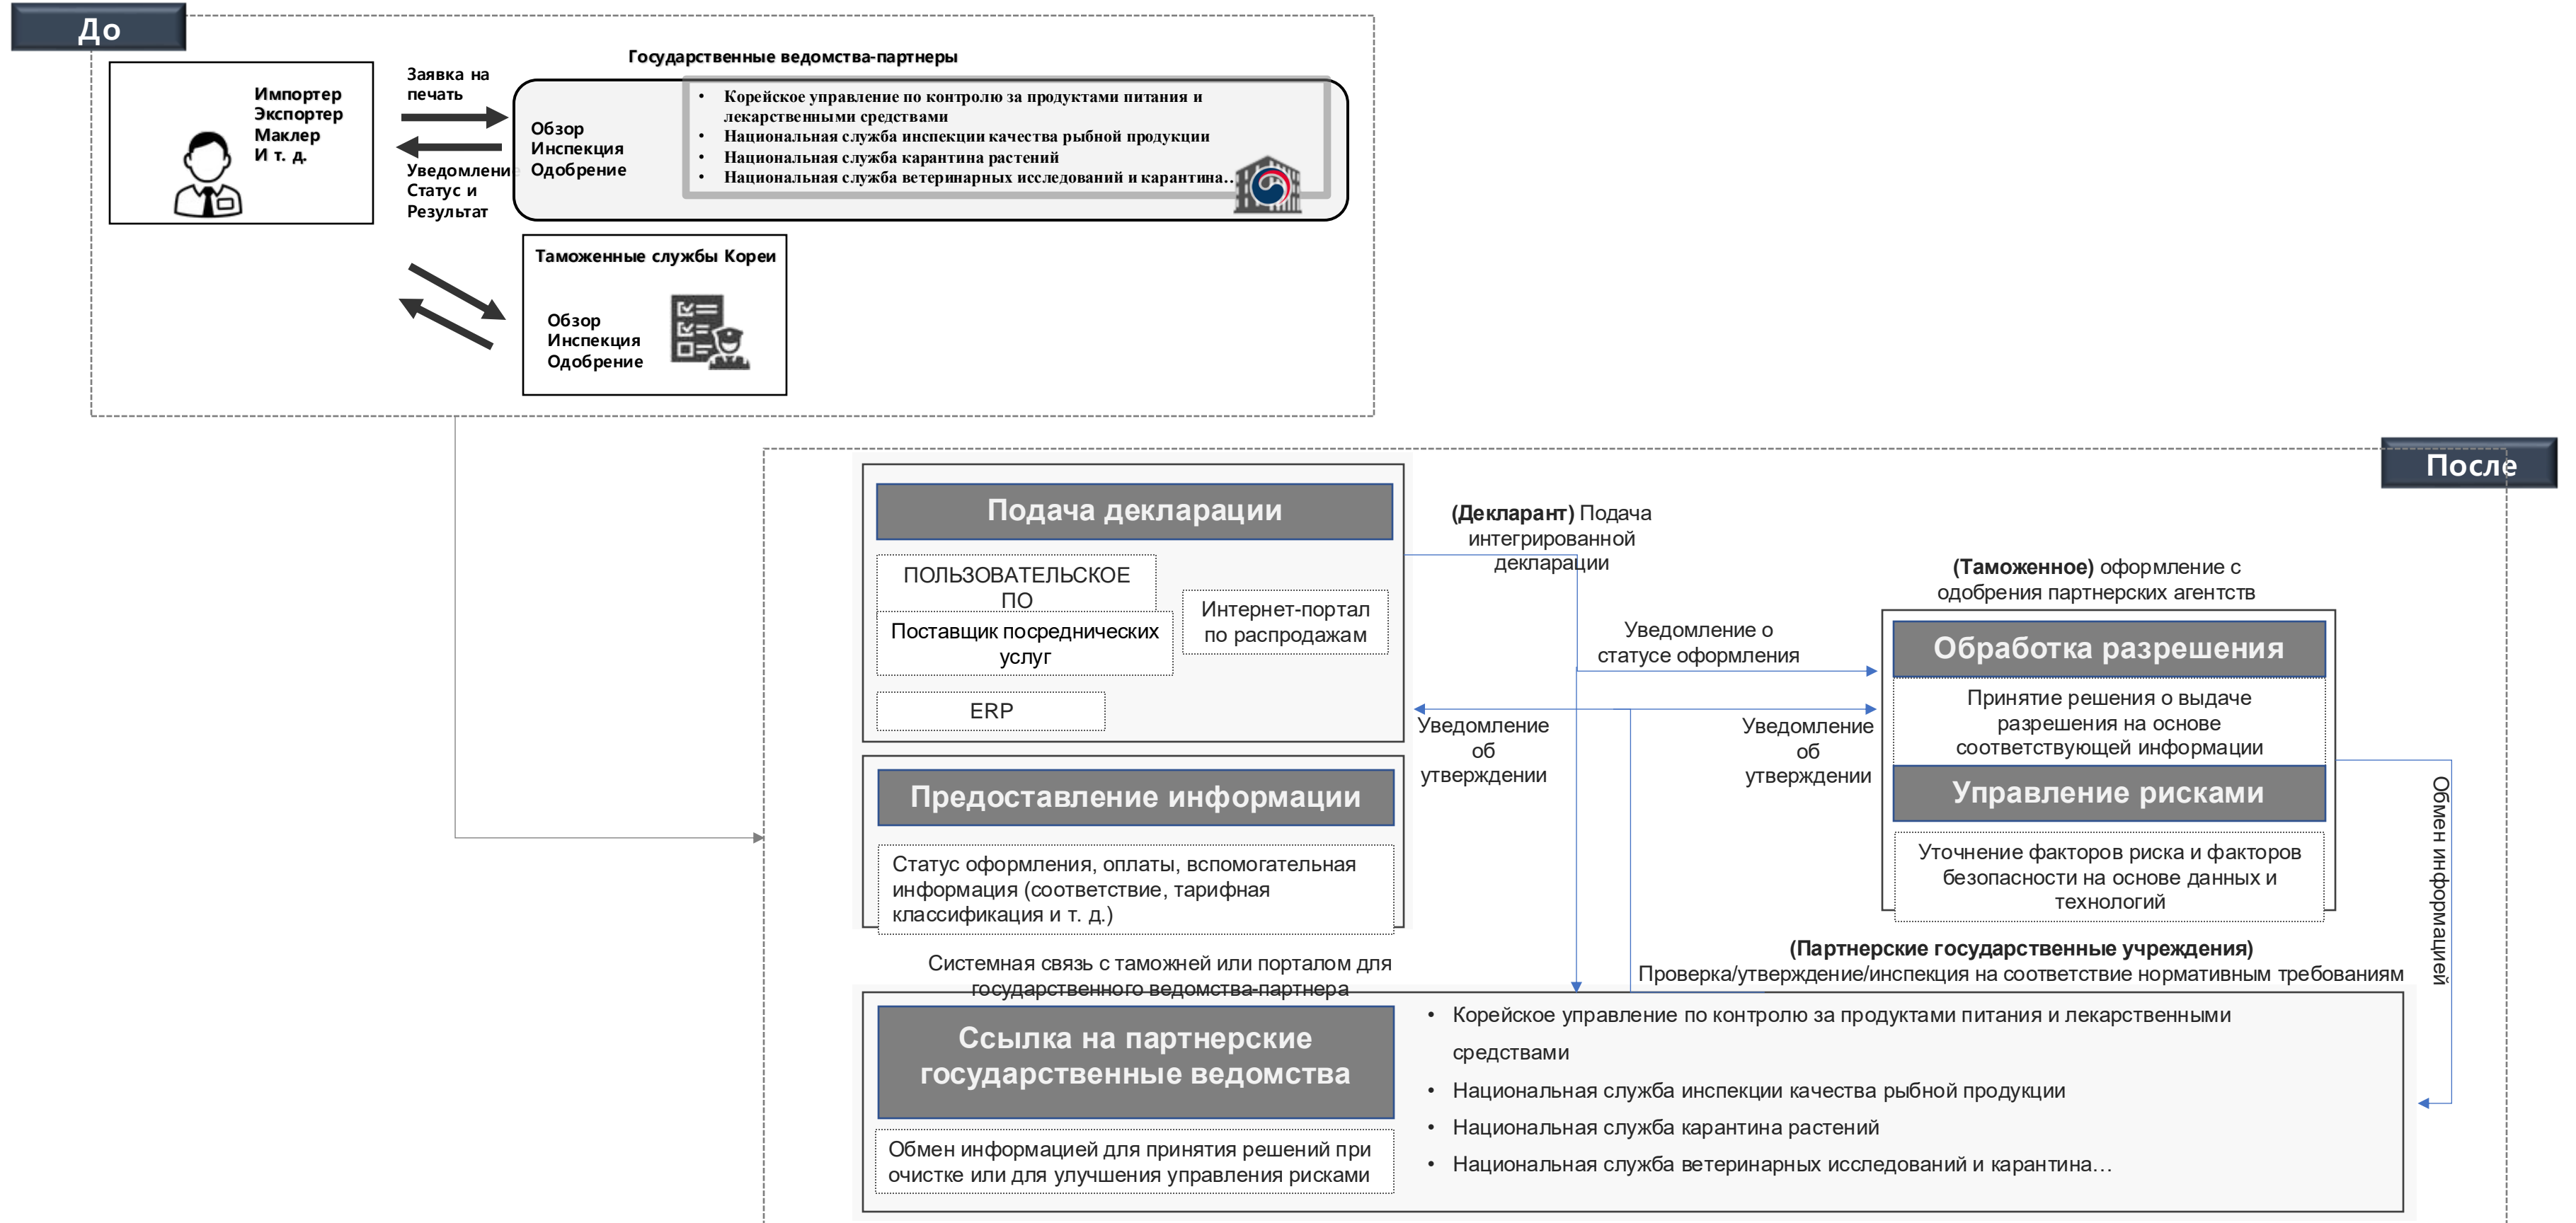 До
Государственные ведомства-партнеры
Импортер
Экспортер
Маклер
И т. д.
Заявка на
печать
Уведомление
Статус и
Результат
Обзор
Инспекция
Одобрение
• Корейское управление по контролю за продуктами питания и
лекарственными средствами
• Национальная служба инспекции качества рыбной продукции
• Национальная служба карантина растений
• Национальная служба ветеринарных исследований и карантина…
Таможенные службы Кореи
Обзор
Инспекция
Одобрение
После
Подача декларации
ПОЛЬЗОВАТЕЛЬСКОЕ
ПО
Поставщик посреднических
услуг
Интернет-портал
по распродажам
ERP
(Декларант) Подача
интегрированной
декларации
Уведомление о
статусе оформления
Уведомление
об
утверждении
Уведомление
об
утверждении
(Таможенное) оформление с
одобрения партнерских агентств
Обработка разрешения
Принятие решения о выдаче
разрешения на основе
соответствующей информации
Управление рисками
Уточнение факторов риска и факторов
безопасности на основе данных и
технологий
Обмен информацией
Предоставление информации
Статус оформления, оплаты, вспомогательная
информация (соответствие, тарифная
классификация и т. д.)
Системная связь с таможней или порталом для
государственного ведомства-партнера
(Партнерские государственные учреждения)
Проверка/утверждение/инспекция на соответствие нормативным требованиям
Ссылка на партнерские
государственные ведомства
Обмен информацией для принятия решений при
очистке или для улучшения управления рисками
• Корейское управление по контролю за продуктами питания и лекарственными
средствами
• Национальная служба инспекции качества рыбной продукции
• Национальная служба карантина растений
• Национальная служба ветеринарных исследований и карантина…